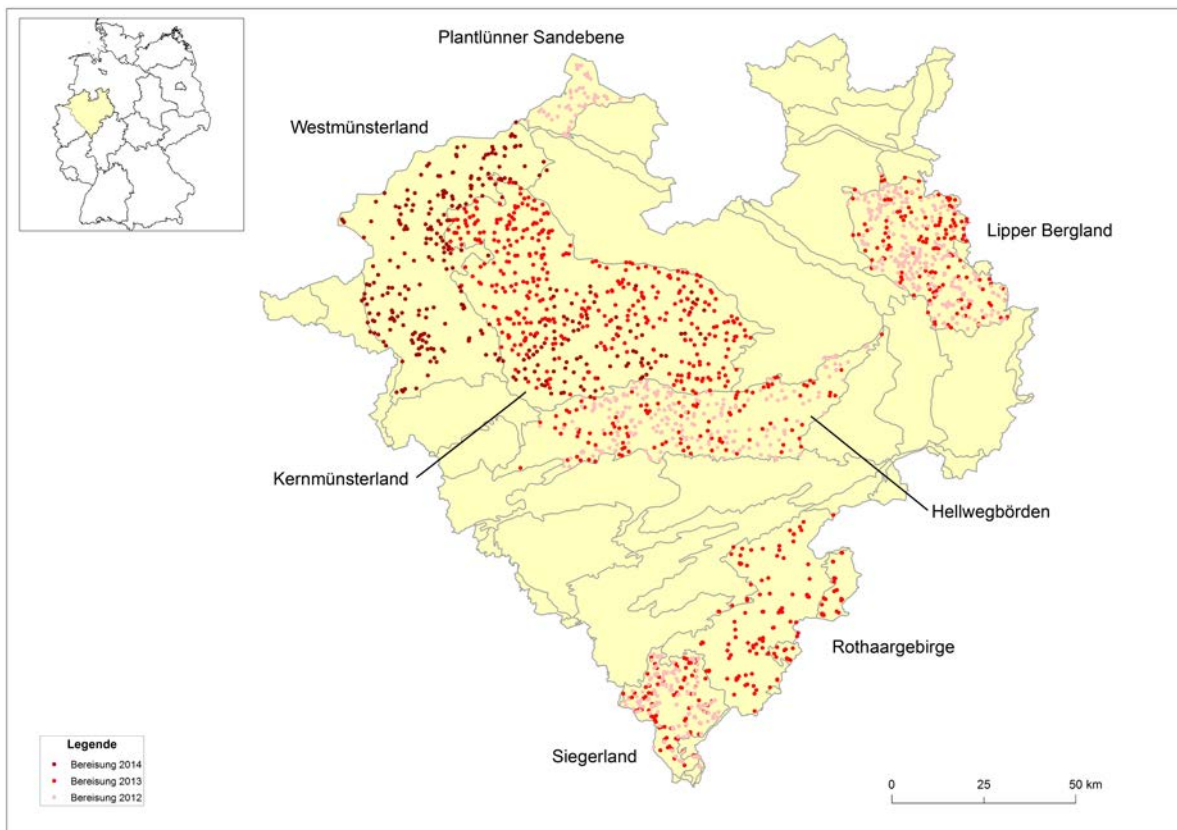 Plantlünner Sandebene
Westmünsterland
Lipper Bergland
Kernmünsterland
Hellwegbörden
Rothaargebirge
Siegerland
Legende
Bereisung 2014
Bereisung 2013
Bereisung 2012
0 25 50 km